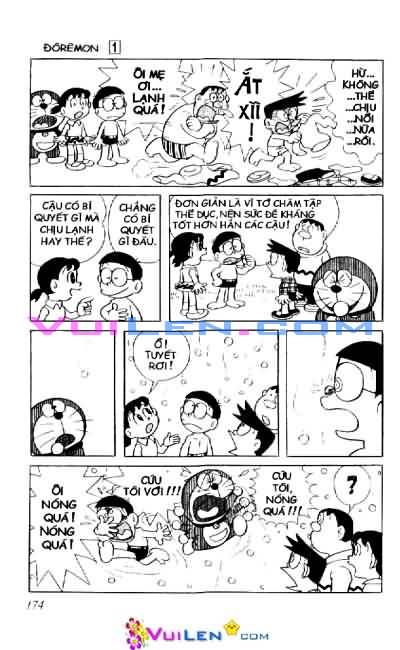 ĐÔRÊMON 1
ÔI MẸ
ƠI...
LẠNH
QUÁ!
ẮT
XÌ!
!
HỪ...
KHÔNG
...THỂ
...CHỊU
...NỔI
NỮA
RỒI.
CẬU CÓ BÍ
QUYẾT GÌ MÀ
CHỊU LẠNH
HAY THẾ?
CHẲNG
CÓ BÍ
QUYẾT
GÌ ĐÂU.
ĐƠN GIẢN LÀ VÌ TỚ CHĂM TẬP
THỂ DỤC, NÊN SỨC ĐỀ KHÁNG
TỐT HƠN HẲN CÁC CẬU!
VUILEN.COM
Ồ!
TUYẾT
RƠI!
ÔI
NÓNG
QUÁ!
NÓNG
QUÁ!
CỨU
TÔI VỚI!!!
CỨU
TÔI,
NÓNG
QUÁ!!!
?
174
VUILEN.COM